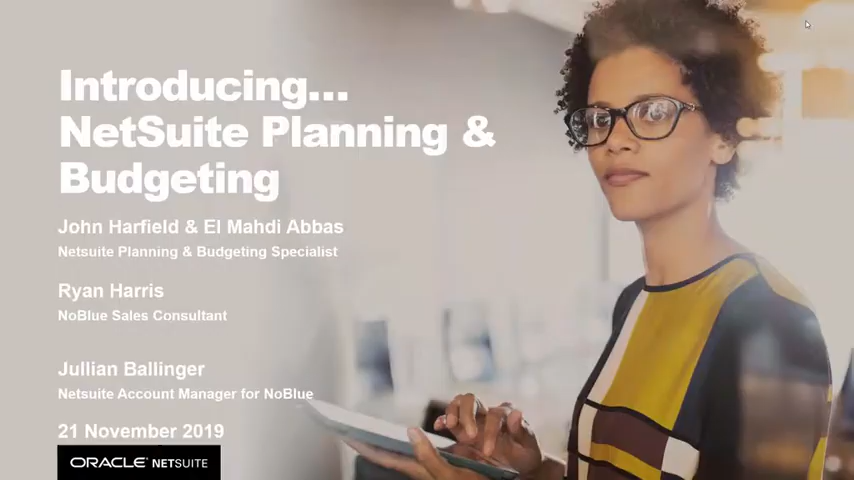 Introducing...
NetSuite Planning &
Budgeting
John Harfield & El Mahdi Abbas
Netsuite Planning & Budgeting Specialist
Ryan Harris
NoBlue Sales Consultant
Jullian Ballinger
Netsuite Account Manager for NoBlue
21 November 2019
ORACLE NETSUITE